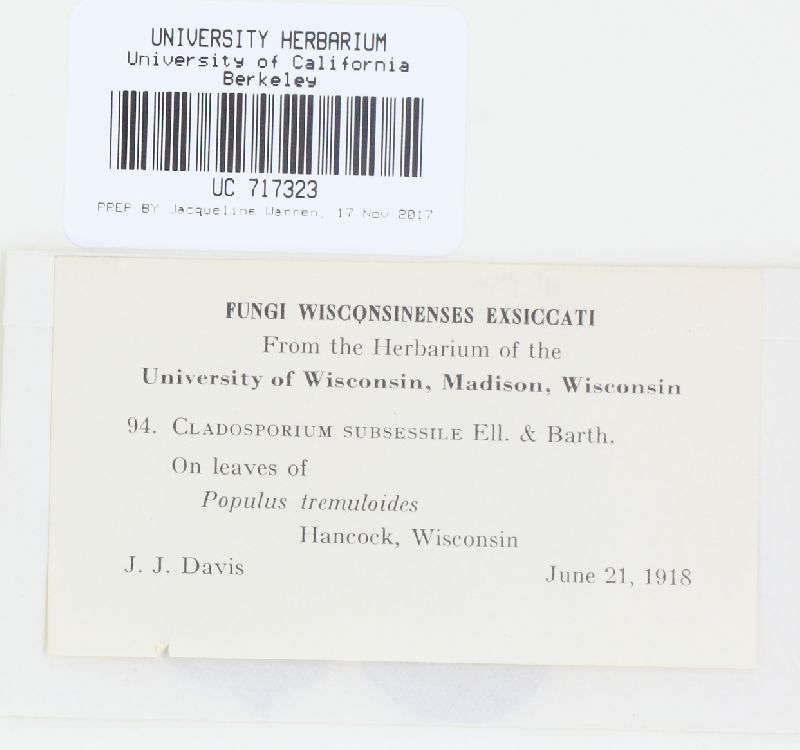 UNIVERSITY HERBARIUM
University of California
Berkeley
UC 717323
PREP BY Jacqueline Warren, 17 Nov 2017
FUNGI WISCONSINENSES EXSICCATI
From the Herbarium of the
University of Wisconsin, Madison, Wisconsin
94. CLADOSPORIUM SUBSESSILE Ell. & Barth.
On leaves of
Populus tremuloides
Hancock, Wisconsin
J. J. Davis June 21, 1918